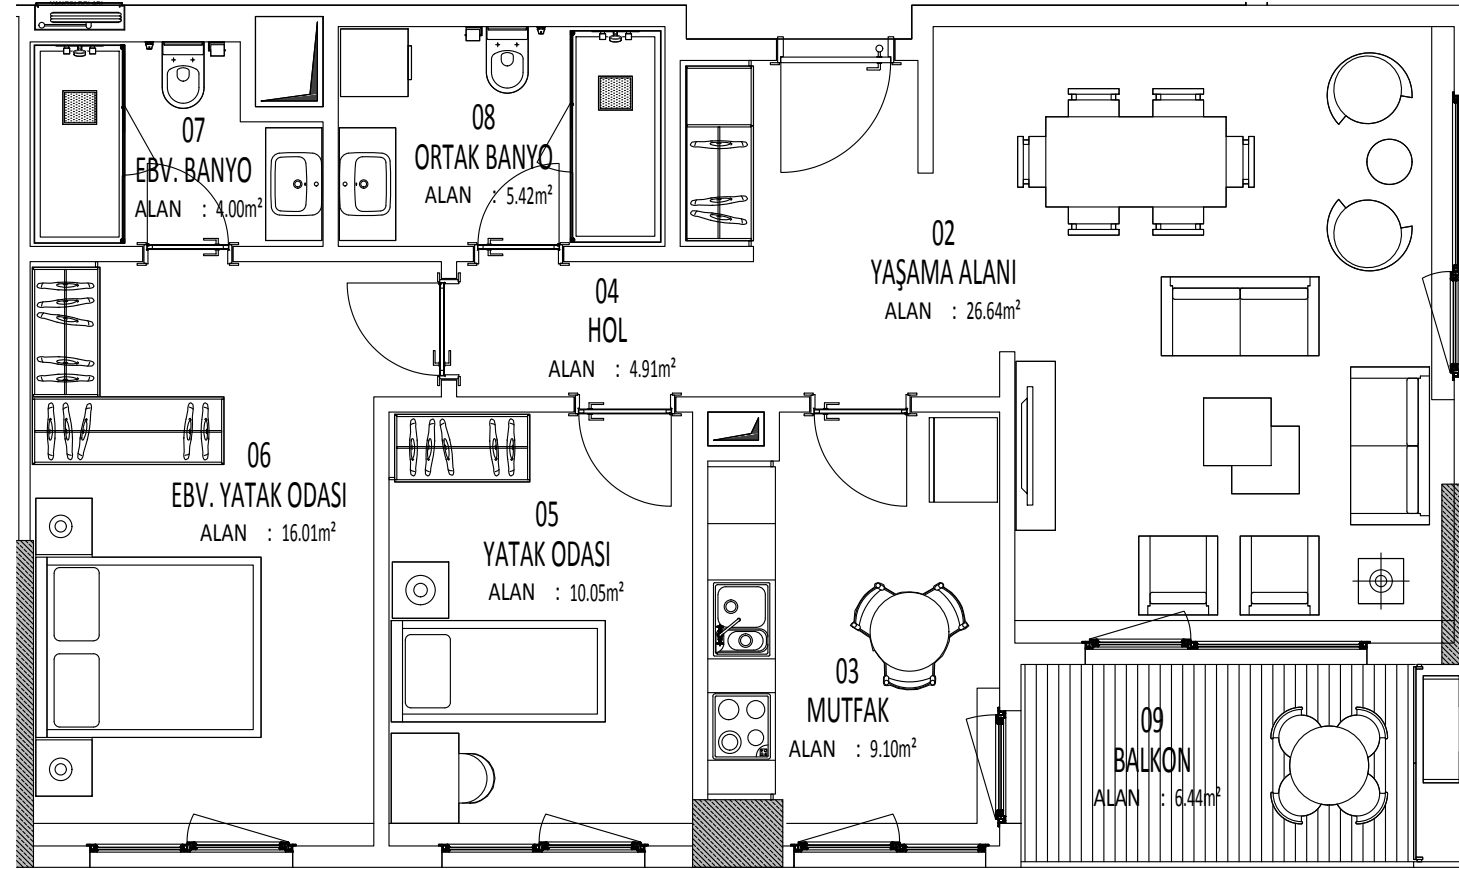 07
EBV. BANYO
ALAN : 4.00m²
08
ORTAK BANYO
ALAN : 5.42m²
02
YAŞAMA ALANI
ALAN : 26.64m²
04
HOL
ALAN : 4.91m²
06
EBV. YATAK ODASI
ALAN : 16.01m²
05
YATAK ODASI
ALAN : 10.05m²
03
MUTFAK
ALAN : 9.10m²
09
BALKON
ALAN : 6.44m²